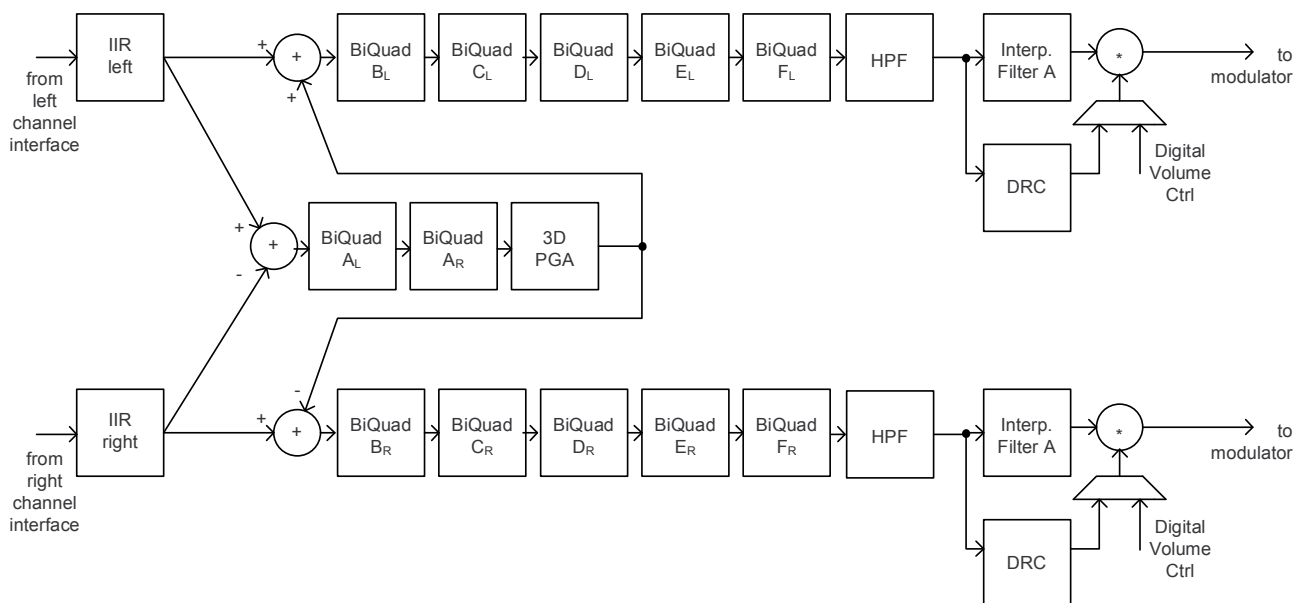 IIR
left
from
left
channel
interface
+
+
+
BiQuad
BL
BiQuad
CL
BiQuad
DL
BiQuad
EL
BiQuad
FL
HPF
Interp.
Filter A
*
to
modulator
DRC
Digital
Volume
Ctrl
+
+
-
BiQuad
AL
BiQuad
AR
3D
PGA
IIR
right
from
right
channel
interface
-
+
+
BiQuad
BR
BiQuad
CR
BiQuad
DR
BiQuad
ER
BiQuad
FR
HPF
Interp.
Filter A
*
to
modulator
DRC
Digital
Volume
Ctrl